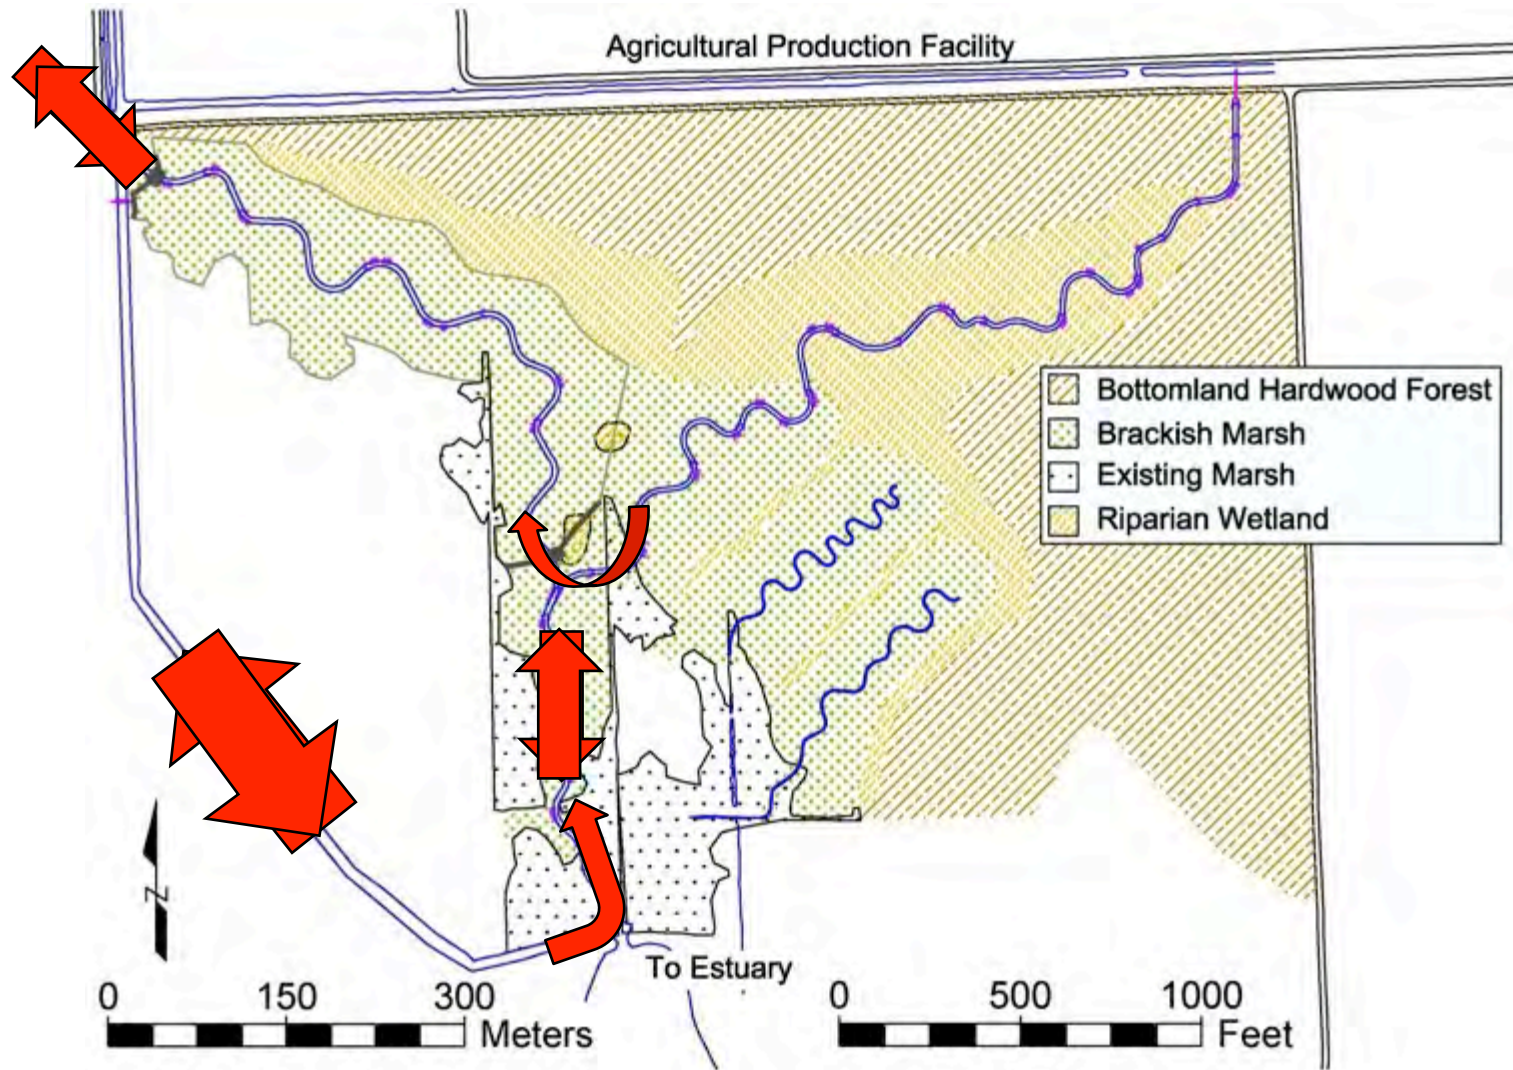 Agricultural Production Facility
Bottomland Hardwood Forest
Brackish Marsh
Existing Marsh
Riparian Wetland
N
To Estuary
0 150 300 Meters
0 500 1000 Feet